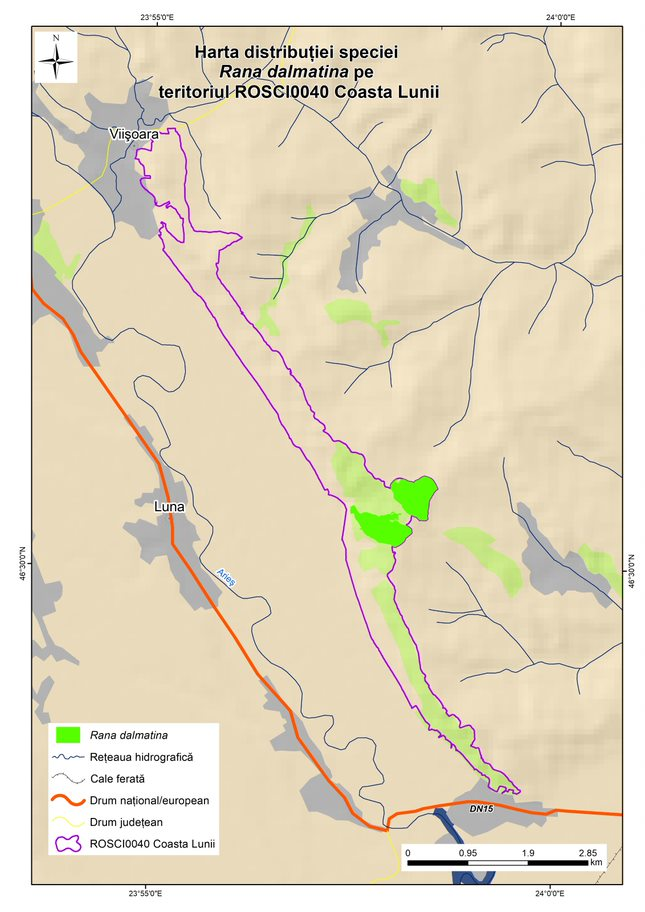 23°55'0"E
24°0'0"E
N
Harta distribuției speciei
Rana dalmatina pe
teritoriul ROSCI0040 Coasta Lunii
Viișoara
Luna
Arieș
46°30'0"N
46°30'0"N
Rana dalmatina
Rețeaua hidrografică
Cale ferată
Drum național/european
Drum județean
ROSCI0040 Coasta Lunii
DN15
0
0.95
1.9
2.85
km
23°55'0"E
24°0'0"E